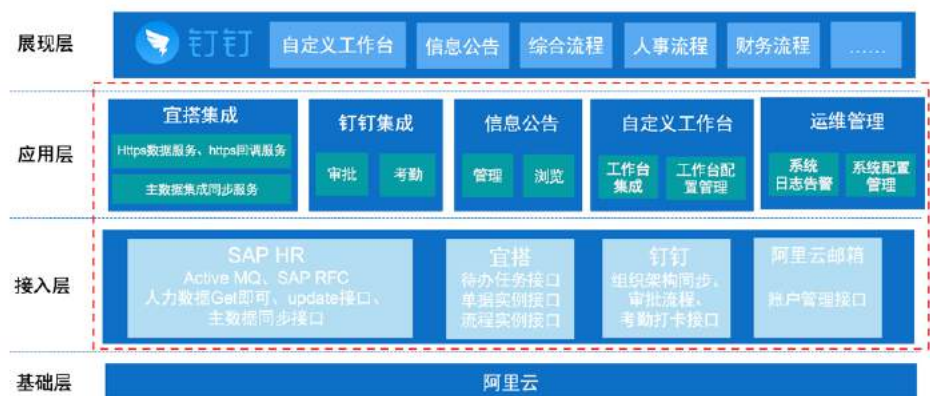 展现层
钉钉
自定义工作台
信息公告
综合流程
人事流程
财务流程
……
应用层
宜搭集成
Https数据服务、https回调服务
主数据集成同步服务
钉钉集成
审批
考勤
信息公告
管理
浏览
自定义工作台
工作台
集成
工作台配
置管理
运维管理
系统
日志告警
系统配置
管理
接入层
SAP HR
Active MQ、SAP RFC
人力数据Get即可、update接口、
主数据同步接口
宜搭
待办任务接口
单据实例接口
流程实例接口
钉钉
组织架构同步、
审批流程、
考勤打卡接口
阿里云邮箱
账户管理接口
基础层
阿里云